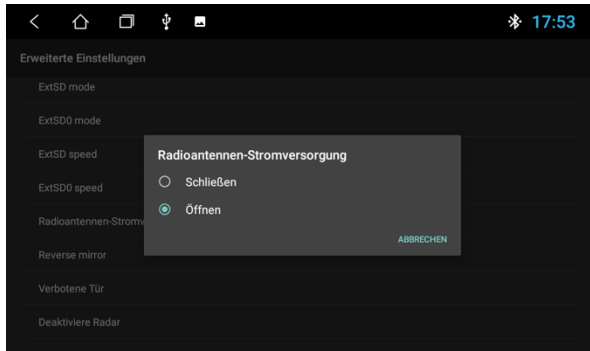 17:53
Erweiterte Einstellungen
ExtSD mode
ExtSD0 mode
ExtSD speed
ExtSD0 speed
Radioantennen-Stromv
Reverse mirror
Verbotene Tür
Deaktiviere Radar
Radioantennen-Stromversorgung
Schließen
Öffnen
ABBRECHEN